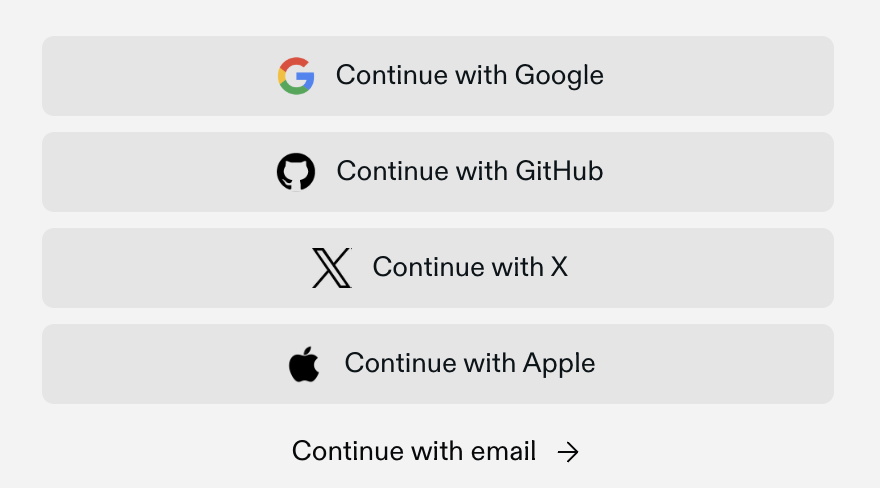 Continue with Google
Continue with GitHub
Continue with X
Continue with Apple
Continue with email →